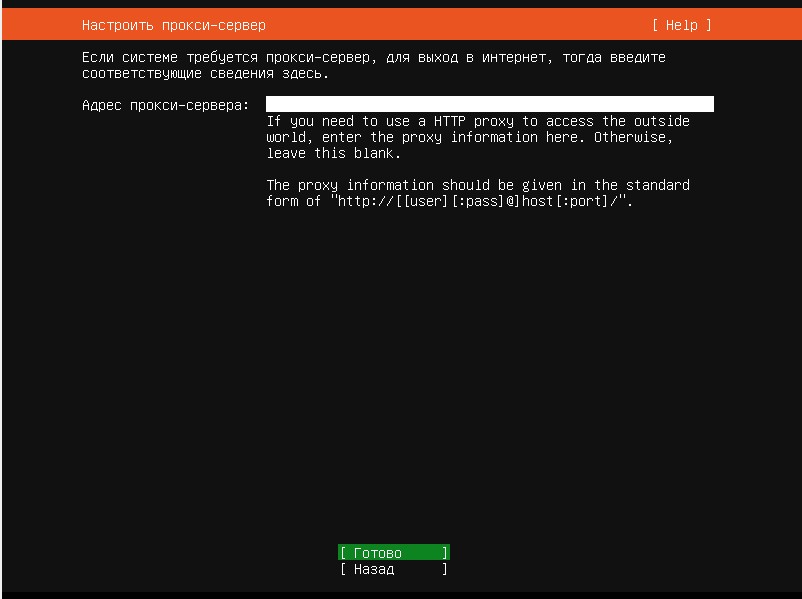 Настроить прокси-сервер [ Help ]
Если системе требуется прокси-сервер, для выход в интернет, тогда введите
соответствующие сведения здесь.
Адрес прокси-сервера:
If you need to use a HTTP proxy to access the outside
world, enter the proxy information here. Otherwise,
leave this blank.
The proxy information should be given in the standard
form of "http://[[user][:pass]@]host[:port]/".
[ Готово ]
[ Назад ]